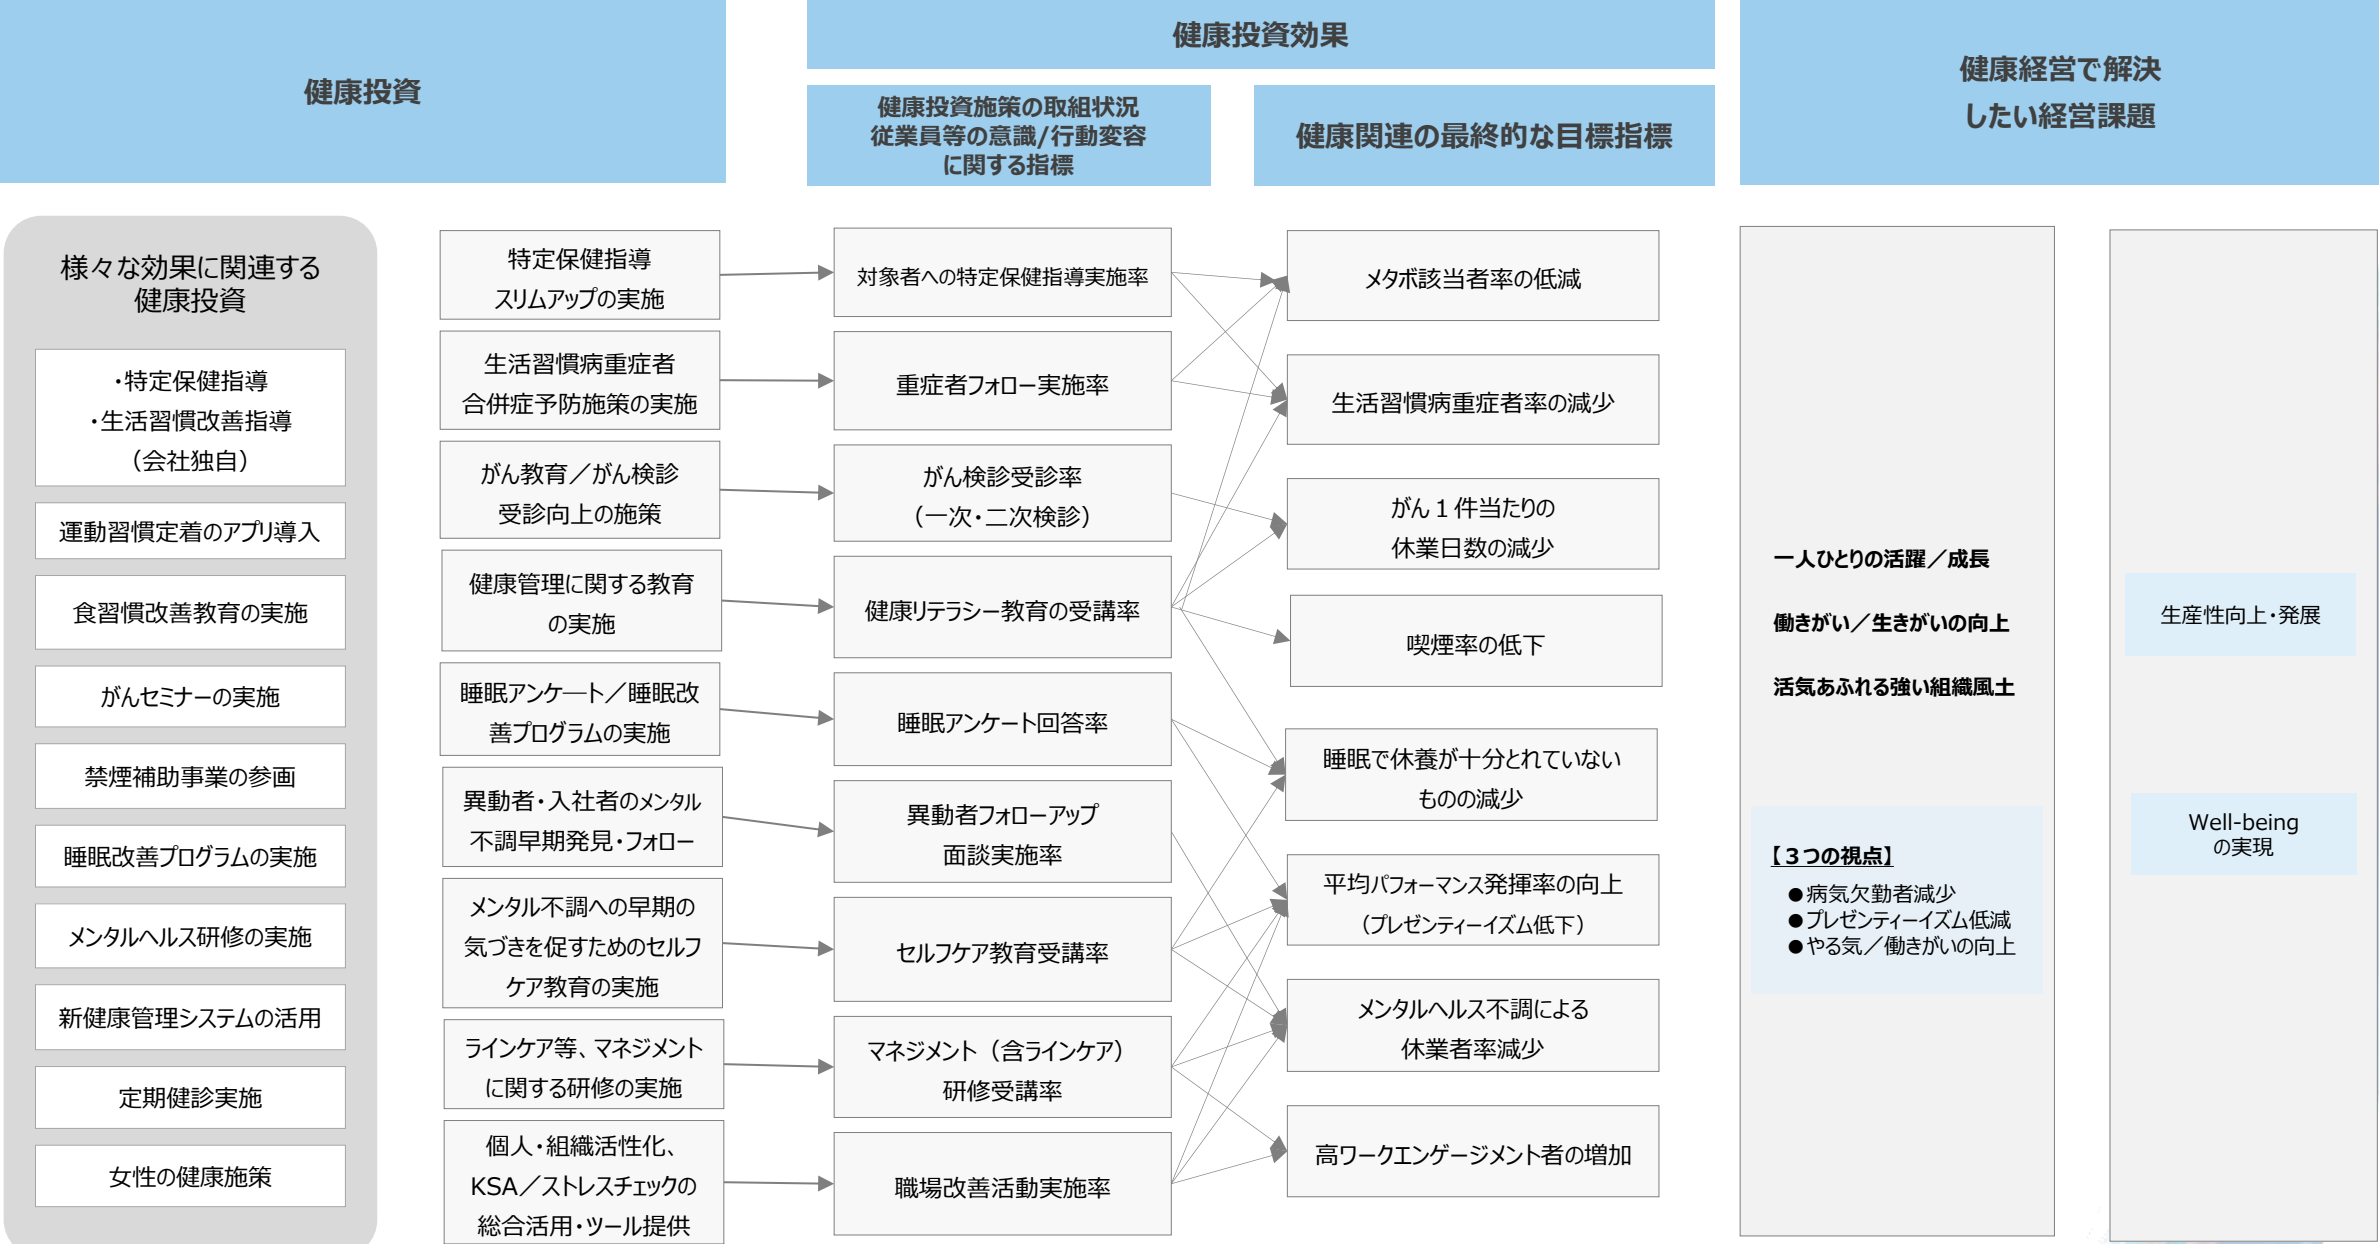 健康投資
健康投資効果
健康投資施策の取組状況
従業員等の意識/行動変容
に関する指標
健康関連の最終的な目標指標
健康経営で解決
したい経営課題
様々な効果に関連する
健康投資
・特定保健指導
・生活習慣改善指導
（会社独自）
運動習慣定着のアプリ導入
食習慣改善教育の実施
がんセミナーの実施
禁煙補助事業の参画
睡眠改善プログラムの実施
メンタルヘルス研修の実施
新健康管理システムの活用
定期健診実施
女性の健康施策
特定保健指導
スリムアップの実施
生活習慣病重症者
合併症予防施策の実施
がん教育／がん検診
受診向上の施策
健康管理に関する教育
の実施
睡眠アンケ―ト／睡眠改
善プログラムの実施
異動者・入社者のメンタル
不調早期発見・フォロー
メンタル不調への早期の
気づきを促すためのセルフ
ケア教育の実施
ラインケア等、マネジメント
に関する研修の実施
個人・組織活性化、
KSA／ストレスチェックの
総合活用・ツール提供
対象者への特定保健指導実施率
重症者フォロー実施率
がん検診受診率
（一次・二次検診）
健康リテラシー教育の受講率
睡眠アンケート回答率
異動者フォローアップ
面談実施率
セルフケア教育受講率
マネジメント（含ラインケア）
研修受講率
職場改善活動実施率
メタボ該当者率の低減
生活習慣病重症者率の減少
がん１件当たりの
休業日数の減少
喫煙率の低下
睡眠で休養が十分とれていない
ものの減少
平均パフォーマンス発揮率の向上
（プレゼンティーイズム低下）
メンタルヘルス不調による
休業者率減少
高ワークエンゲージメント者の増加
一人ひとりの活躍／成長
働きがい／生きがいの向上
活気あふれる強い組織風土
【３つの視点】
●病気欠勤者減少
●プレゼンティーイズム低減
●やる気／働きがいの向上
生産性向上・発展
Well-being
の実現